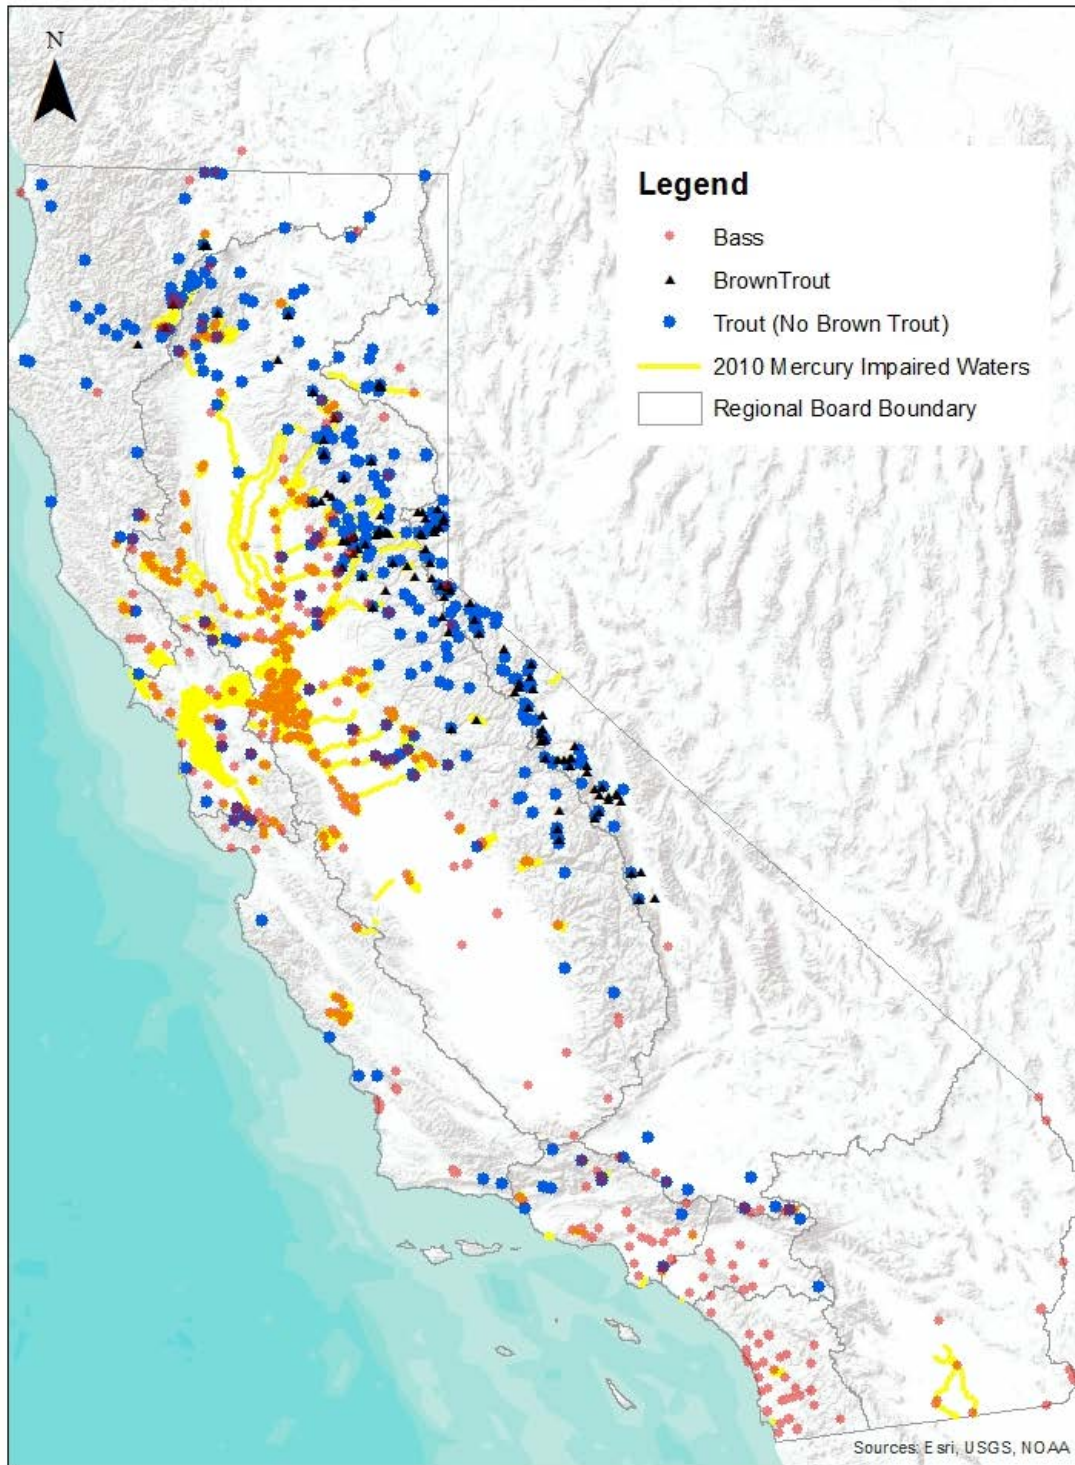 N
Legend
Bass
BrownTrout
Trout (No Brown Trout)
2010 Mercury Impaired Waters
Regional Board Boundary
Sources: Esri, USGS, NOAA